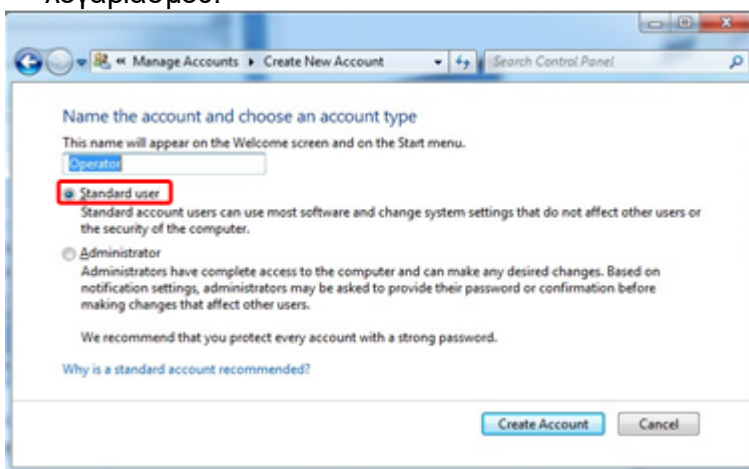 λογαριασμού.
« Manage Accounts ▸ Create New Account
Search Control Panel
Name the account and choose an account type
This name will appear on the Welcome screen and on the Start menu.
Operator
Standard user
Standard account users can use most software and change system settings that do not affect other users or
the security of the computer.
Administrator
Administrators have complete access to the computer and can make any desired changes. Based on
notification settings, administrators may be asked to provide their password or confirmation before
making changes that affect other users.
We recommend that you protect every account with a strong password.
Why is a standard account recommended?
Create Account
Cancel